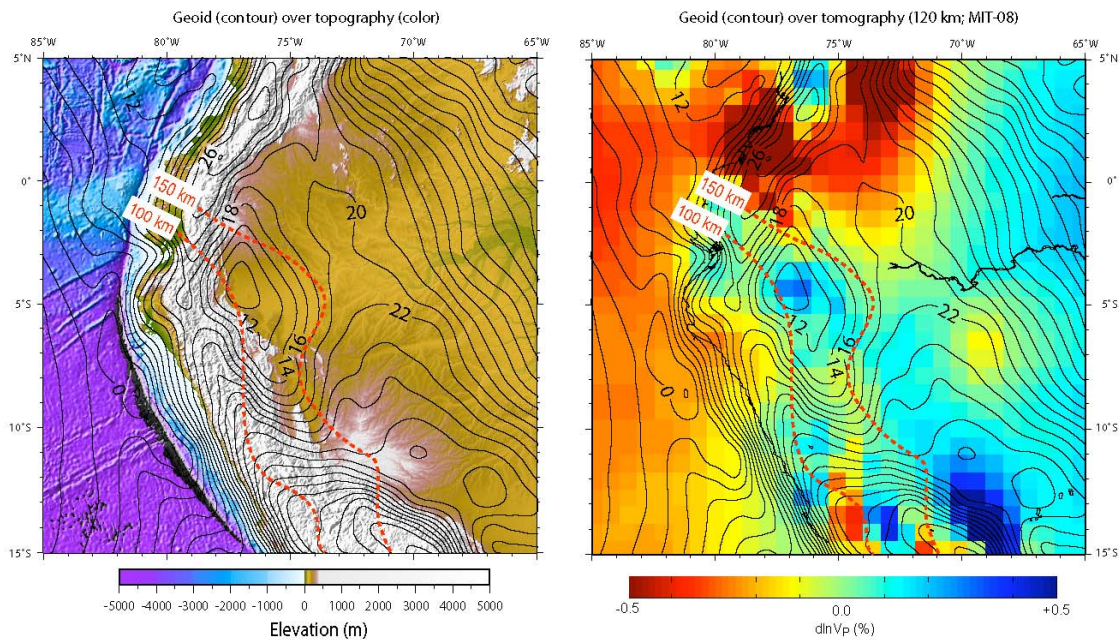 Geoid (contour) over topography (color)
85°W 80°W 75°W 70°W
5°N
0°
5°S
10°S
15°S
12
26
18
20
22
12
16
14
0
150 km
100 km
-5000 -4000 -3000 -2000 -1000 0 1000 2000 3000 4000 5000
Elevation (m)
Geoid (contour) over tomography (120 km; MIT-08)
85°W 80°W 75°W 70°W 65°W
5°N
0°
5°S
10°S
15°S
12
26
18
20
22
12
16
14
0
150 km
100 km
-0.5 0.0 +0.5
dlnVP (%)